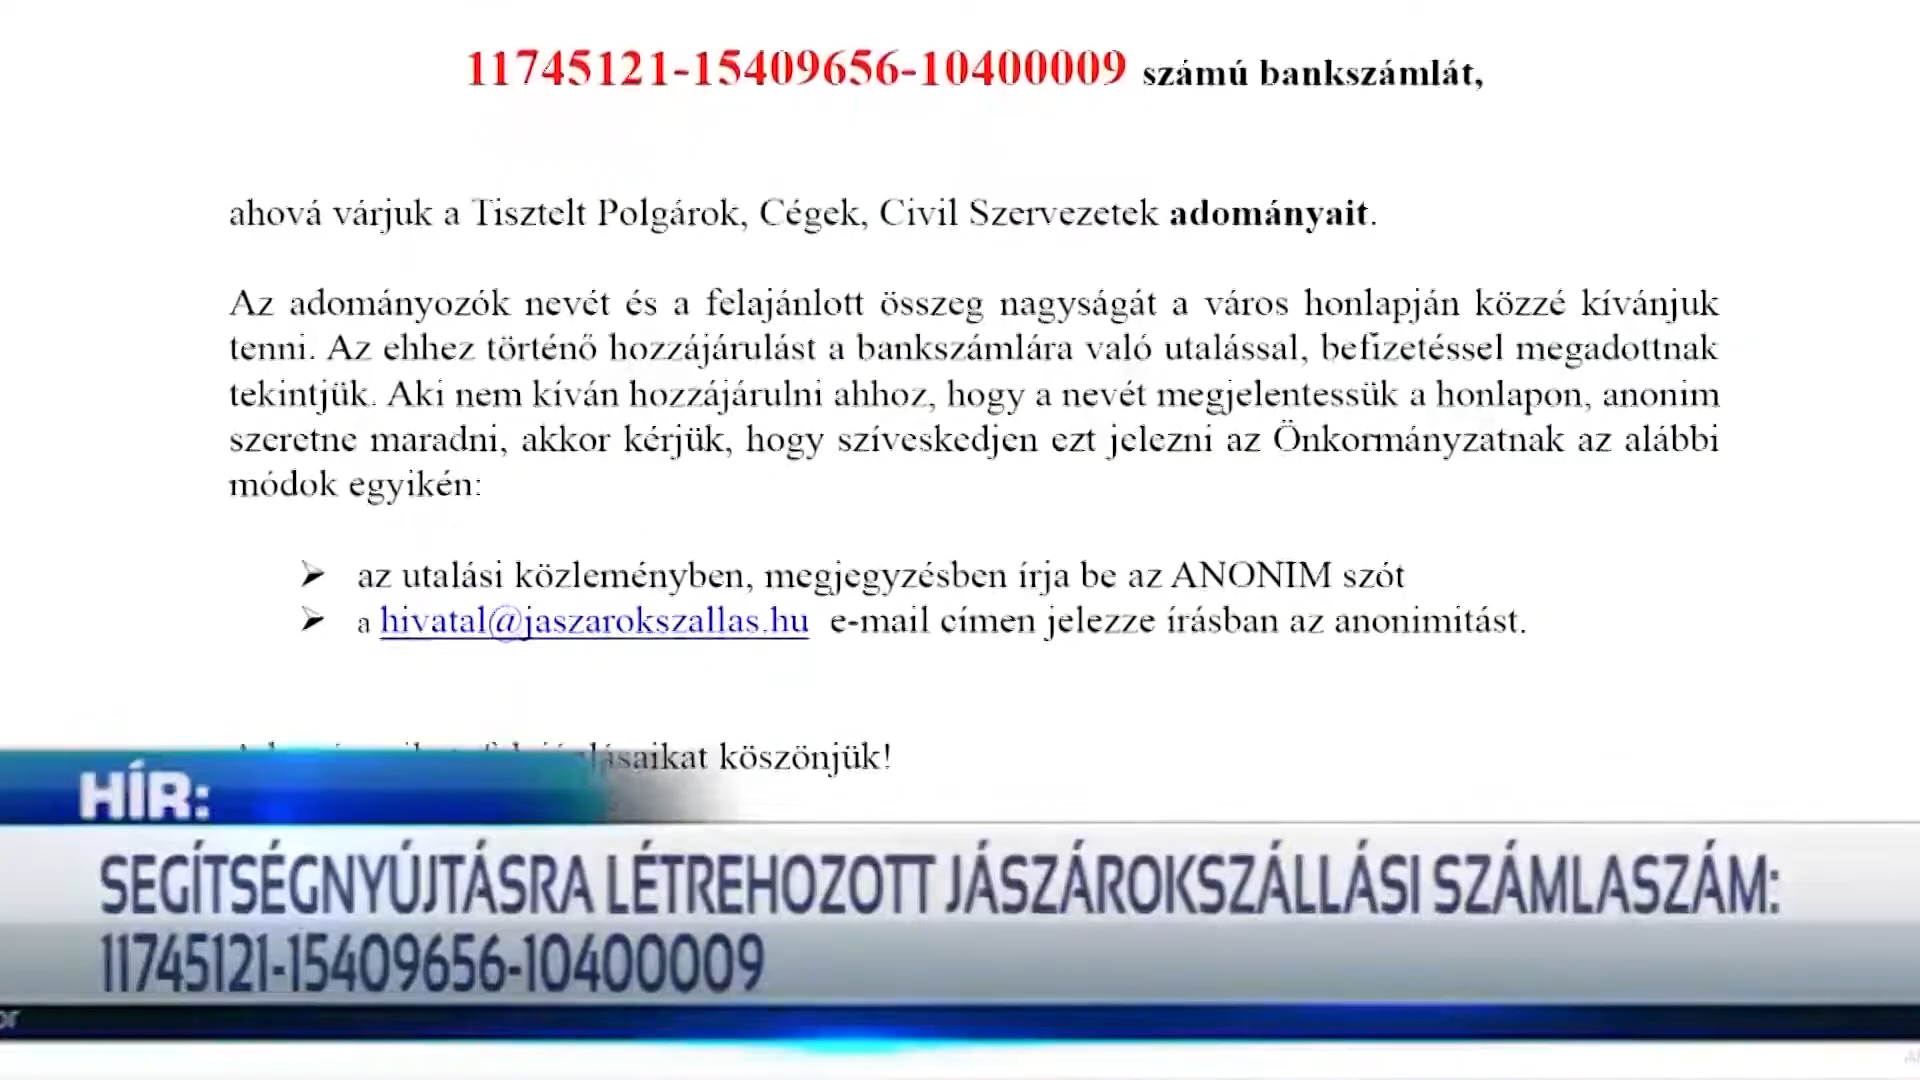 11745121-15409656-10400009 számú bankszámlát,
ahová várjuk a Tisztelt Polgárok, Cégek, Civil Szervezetek adományait.
Az adományozók nevét és a felajánlott összeg nagyságát a város honlapján közzé kívánjuk
tenni. Az ehhez történő hozzájárulást a bankszámlára való utalással, befizetéssel megadottnak
tekintjük. Aki nem kíván hozzájárulni ahhoz, hogy a nevét megjelentessük a honlapon, anonim
szeretne maradni, akkor kérjük, hogy szíveskedjen ezt jelezni az Önkormányzatnak az alábbi
módok egyikén:
➢ az utalási közleményben, megjegyzésben írja be az ANONIM szót
➢ a hivatal@jaszarokszallas.hu e-mail címen jelezze írásban az anonimitást.
köszönjük!
HÍR:
SEGÍTSÉGNYÚJTÁSRA LÉTREHOZOTT JÁSZÁROKSZÁLLÁSI SZÁMLASZÁM:
11745121-15409656-10400009